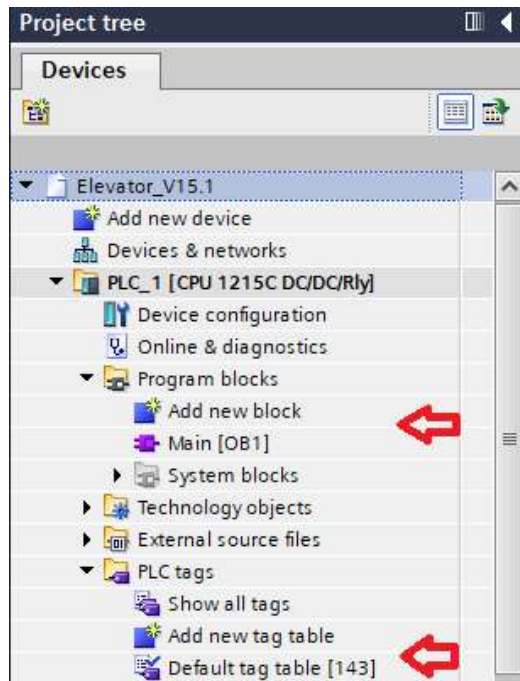 Project tree
Devices
Elevator_V15.1
Add new device
Devices & networks
PLC_1 [CPU 1215C DC/DC/Rly]
Device configuration
Online & diagnostics
Program blocks
Add new block
Main [OB1]
System blocks
Technology objects
External source files
PLC tags
Show all tags
Add new tag table
Default tag table [143]